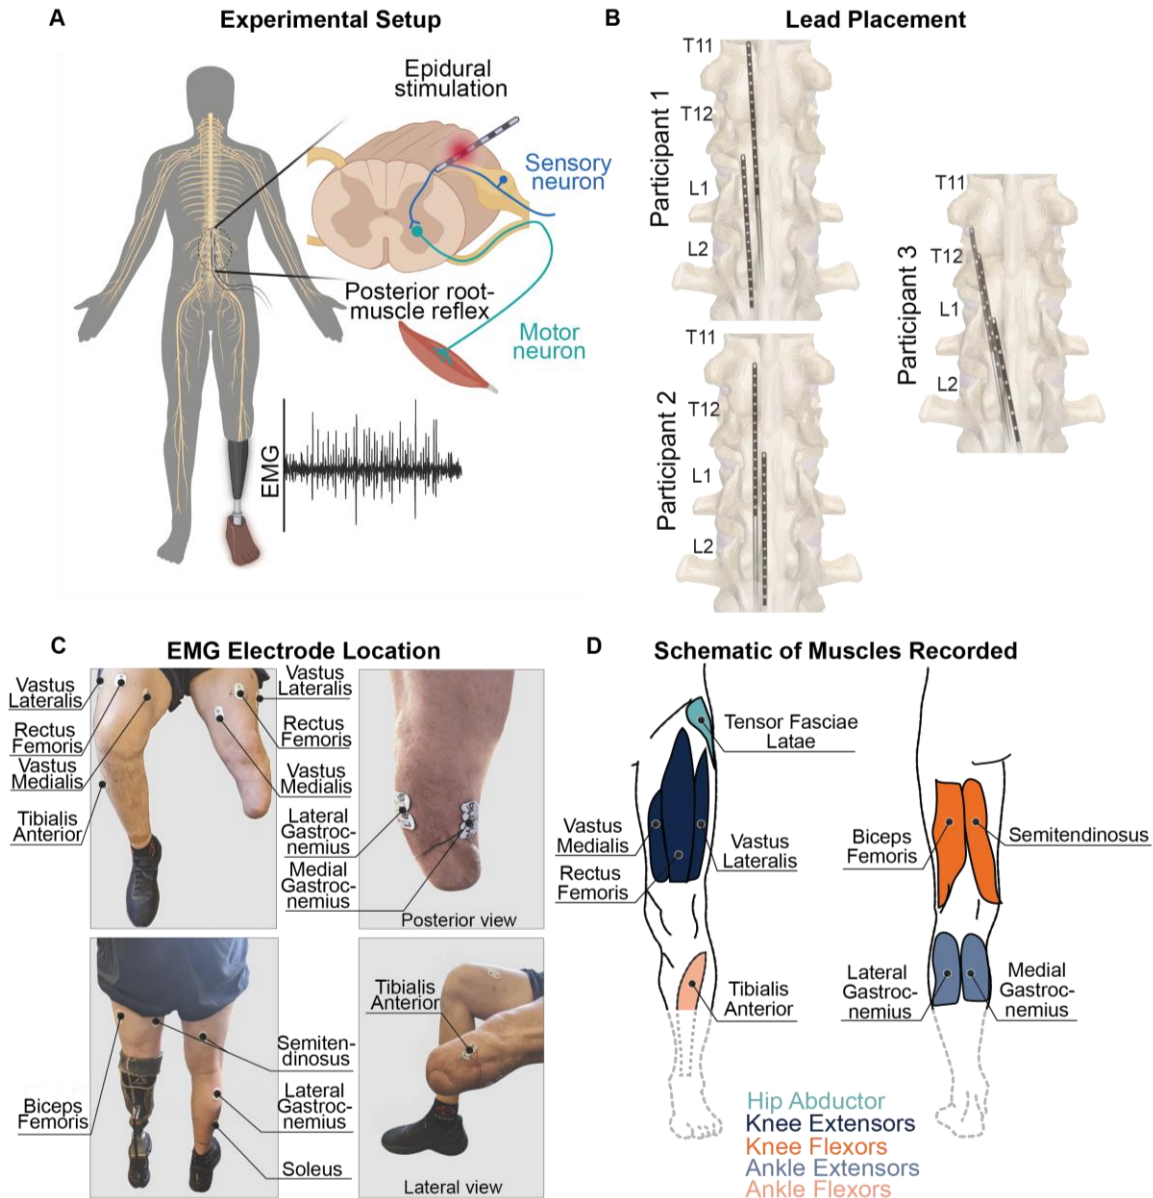 A
Experimental Setup
Epidural
stimulation
Sensory
neuron
Posterior root-
muscle reflex
Motor
neuron
EMG
B
Lead Placement
Participant 1
T11
T12
L1
L2
Participant 2
T11
T12
L1
L2
Participant 3
T11
T12
L1
L2
C
EMG Electrode Location
Vastus
Lateralis
Rectus
Femoris
Vastus
Medialis
Tibialis
Anterior
Vastus
Lateralis
Rectus
Femoris
Vastus
Medialis
Lateral
Gastroc-
nemius
Medial
Gastroc-
nemius
Posterior view
Biceps
Femoris
Semiten-
dinosus
Lateral
Gastroc-
nemius
Soleus
Tibialis
Anterior
Lateral view
D
Schematic of Muscles Recorded
Tensor Fasciae
Latae
Vastus
Medialis
Rectus
Femoris
Vastus
Lateralis
Tibialis
Anterior
Biceps
Femoris
Semitendinosus
Lateral
Gastroc-
nemius
Medial
Gastroc-
nemius
Hip Abductor
Knee Extensors
Knee Flexors
Ankle Extensors
Ankle Flexors